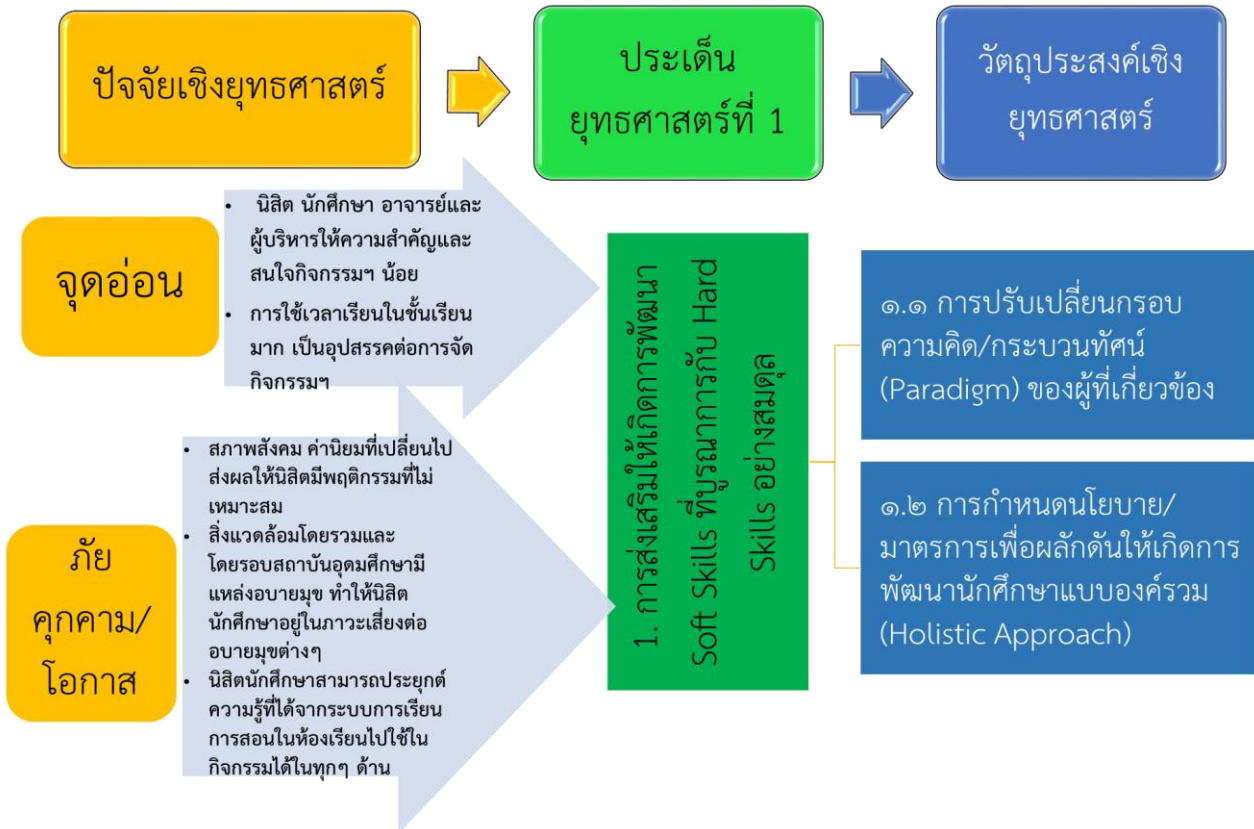 ปัจจัยเชิงยุทธศาสตร์
ประเด็น
ยุทธศาสตร์ที่ 1
วัตถุประสงค์เชิง
ยุทธศาสตร์
จุดอ่อน
• นิสิต นักศึกษา อาจารย์และ
ผู้บริหารให้ความสำคัญและ
สนใจกิจกรรมฯ น้อย
• การใช้เวลาเรียนในชั้นเรียน
มาก เป็นอุปสรรคต่อการจัด
กิจกรรมฯ
ภัย
คุกคาม/
โอกาส
• สภาพสังคม ค่านิยมที่เปลี่ยนไป
ส่งผลให้นิสิตมีพฤติกรรมที่ไม่
เหมาะสม
• สิ่งแวดล้อมโดยรวมและ
โดยรอบสถาบันอุดมศึกษามี
แหล่งอบายมุข ทำให้นิสิต
นักศึกษาอยู่ในภาวะเสี่ยงต่อ
อบายมุขต่างๆ
• นิสิตนักศึกษาสามารถประยุกต์
ความรู้ที่ได้จากระบบการเรียน
การสอนในห้องเรียนไปใช้ใน
กิจกรรมได้ในทุกๆ ด้าน
1. การส่งเสริมให้เกิดการพัฒนา
Soft Skills ที่บูรณาการกับ Hard
Skills อย่างสมดุล
๑.๑ การปรับเปลี่ยนกรอบ
ความคิด/กระบวนทัศน์
(Paradigm) ของผู้ที่เกี่ยวข้อง
๑.๒ การกำหนดนโยบาย/
มาตรการเพื่อผลักดันให้เกิดการ
พัฒนานักศึกษาแบบองค์รวม
(Holistic Approach)